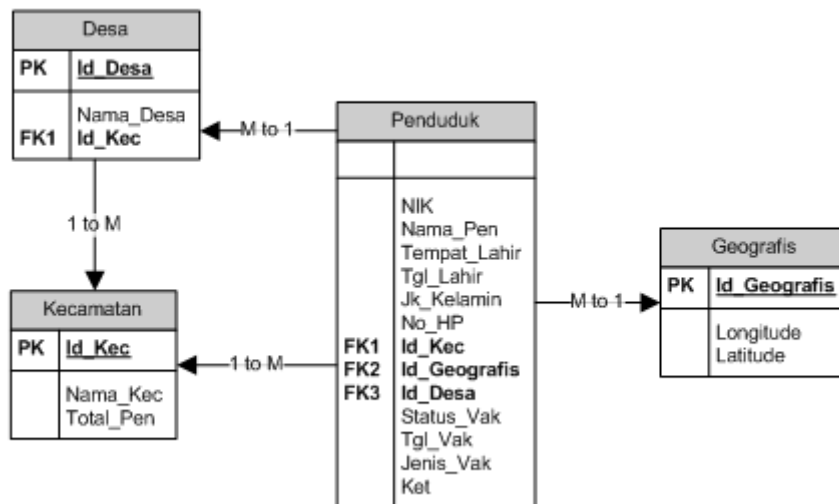 Desa
PK Id_Desa
Nama_Desa
FK1 Id_Kec
M to 1
1 to M
Kecamatan
PK Id_Kec
Nama_Kec
Total_Pen
1 to M
Penduduk
NIK
Nama_Pen
Tempat_Lahir
Tgl_Lahir
Jk_Kelamin
No_HP
FK1 Id_Kec
FK2 Id_Geografis
FK3 Id_Desa
Status_Vak
Tgl_Vak
Jenis_Vak
Ket
M to 1
Geografis
PK Id_Geografis
Longitude
Latitude